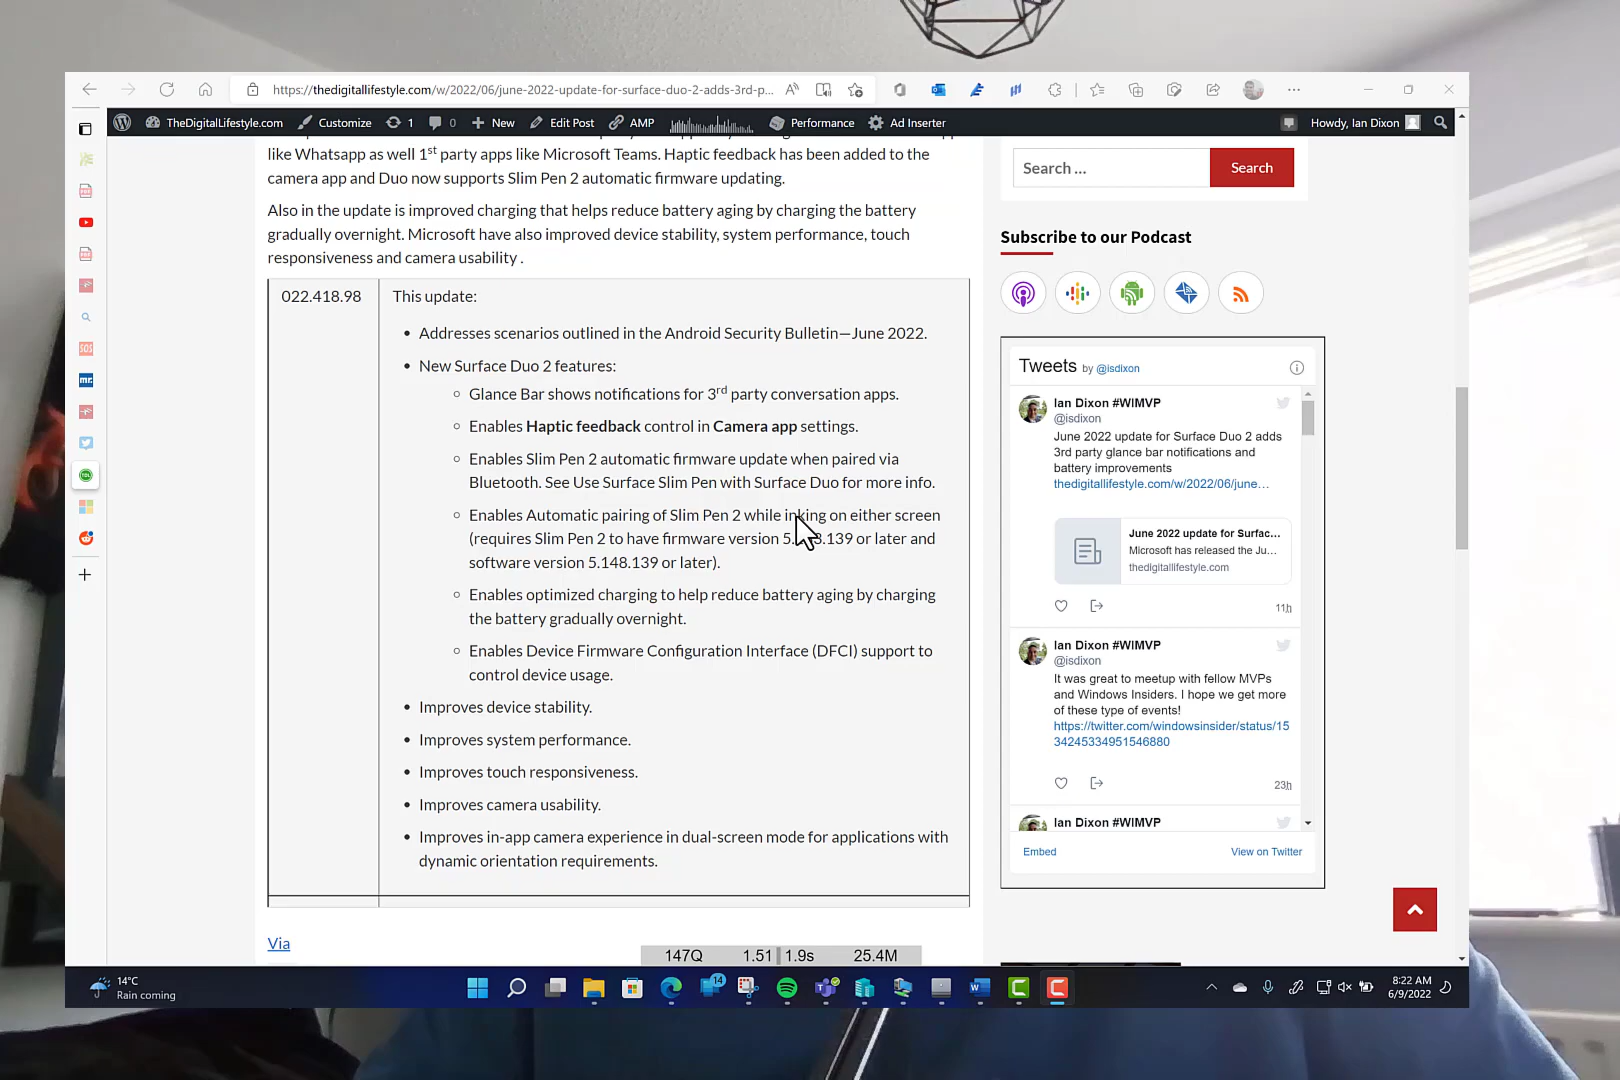 https://thedigitallifestyle.com/w/2022/06/june-2022-update-for-surface-duo-2-adds-3rd-p...
TheDigitalLifestyle.com Customize 1 0 New Edit Post AMP Performance Ad Inserter Howdy, Ian Dixon
like Whatsapp as well 1st party apps like Microsoft Teams. Haptic feedback has been added to the
camera app and Duo now supports Slim Pen 2 automatic firmware updating.
Also in the update is improved charging that helps reduce battery aging by charging the battery
gradually overnight. Microsoft have also improved device stability, system performance, touch
responsiveness and camera usability .
022.418.98
This update:
Addresses scenarios outlined in the Android Security Bulletin—June 2022.
New Surface Duo 2 features:
Glance Bar shows notifications for 3rd party conversation apps.
Enables Haptic feedback control in Camera app settings.
Enables Slim Pen 2 automatic firmware update when paired via
Bluetooth. See Use Surface Slim Pen with Surface Duo for more info.
Enables Automatic pairing of Slim Pen 2 while inking on either screen
(requires Slim Pen 2 to have firmware version or later and
software version 5.148.139 or later).
Enables optimized charging to help reduce battery aging by charging
the battery gradually overnight.
Enables Device Firmware Configuration Interface (DFCI) support to
control device usage.
Improves device stability.
Improves system performance.
Improves touch responsiveness.
Improves camera usability.
Improves in-app camera experience in dual-screen mode for applications with
dynamic orientation requirements.
Via
147Q 1.51 1.9s 25.4M
Search ...
Search
Subscribe to our Podcast
Tweets by @isdixon
Ian Dixon #WIMVP
@isdixon
June 2022 update for Surface Duo 2 adds
3rd party glance bar notifications and
battery improvements
thedigitallifestyle.com/w/2022/06/june...
June 2022 update for Surfac...
Microsoft has released the Ju...
thedigitallifestyle.com
11h
Ian Dixon #WIMVP
@isdixon
It was great to meetup with fellow MVPs
and Windows Insiders. I hope we get more
of these type of events!
https://twitter.com/windowsinsider/status/15
34245334951546880
23h
Ian Dixon #WIMVP
Embed
View on Twitter
14°C
Rain coming
14
8:22 AM
6/9/2022